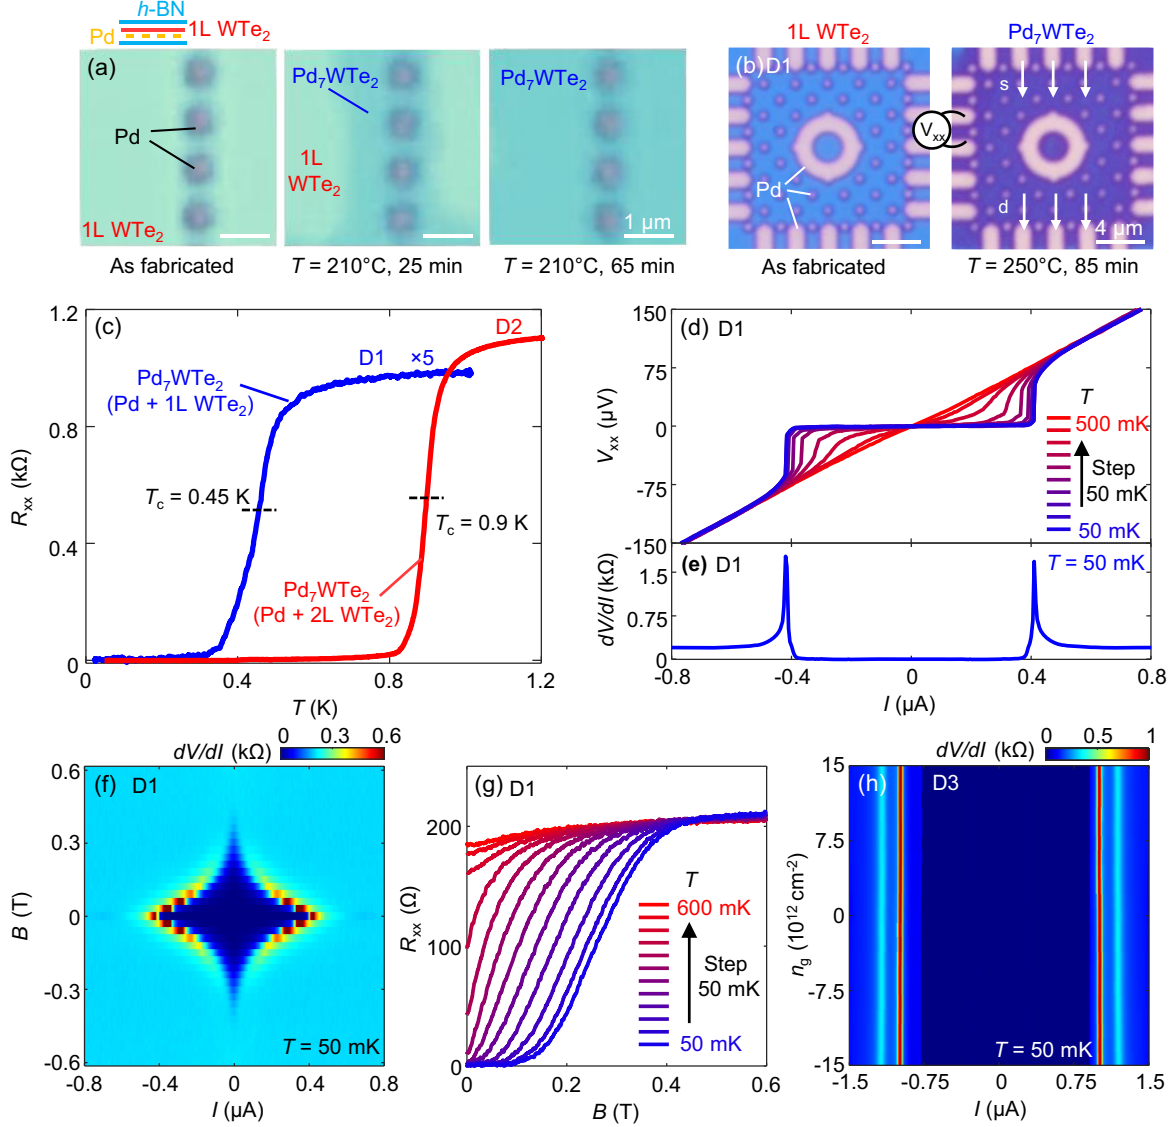 h-BN
Pd
1L WTe2
(a)
Pd
1L WTe2
As fabricated
Pd7WTe2
1L
WTe2
T = 210°C, 25 min
Pd7WTe2
1 µm
T = 210°C, 65 min
1L WTe2
(b) D1
Pd
As fabricated
Vxx
Pd7WTe2
s
d
4 µm
T = 250°C, 85 min
(c)
D2
D1 ×5
Pd7WTe2
(Pd + 1L WTe2)
Tc = 0.45 K
Tc = 0.9 K
Pd7WTe2
(Pd + 2L WTe2)
Rxx (kΩ)
1.2
0.8
0.4
0
0 0.4 0.8 1.2
T (K)
(d) D1
Vxx (µV)
150
75
0
-75
-150
T
500 mK
Step
50 mK
50 mK
(e) D1
T = 50 mK
dV/dI (kΩ)
1.5
0.75
0
-0.8 -0.4 0 0.4 0.8
I (µA)
dV/dI (kΩ)
0 0.3 0.6
(f) D1
B (T)
0.6
0.3
0
-0.3
-0.6
T = 50 mK
-0.8 -0.4 0 0.4 0.8
I (µA)
(g) D1
Rxx (Ω)
200
100
0
T
600 mK
Step
50 mK
50 mK
0 0.2 0.4 0.6
B (T)
dV/dI (kΩ)
0 0.5 1
(h) D3
ng (10^12 cm-2)
15
7.5
0
-7.5
-15
T = 50 mK
-1.5 -0.75 0 0.75 1.5
I (µA)